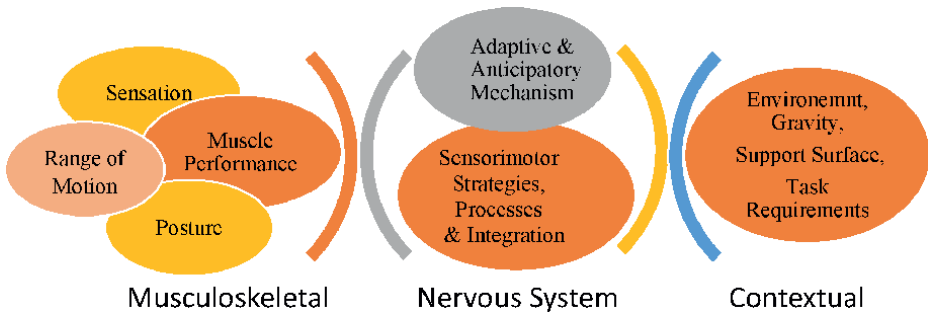 Sensation
Muscle
Performance
Range of
Motion
Posture
Musculoskeletal
Adaptive &
Anticipatory
Mechanism
Sensorimotor
Strategies,
Processes
& Integration
Nervous System
Environemnt,
Gravity,
Support Surface,
Task
Requirements
Contextual